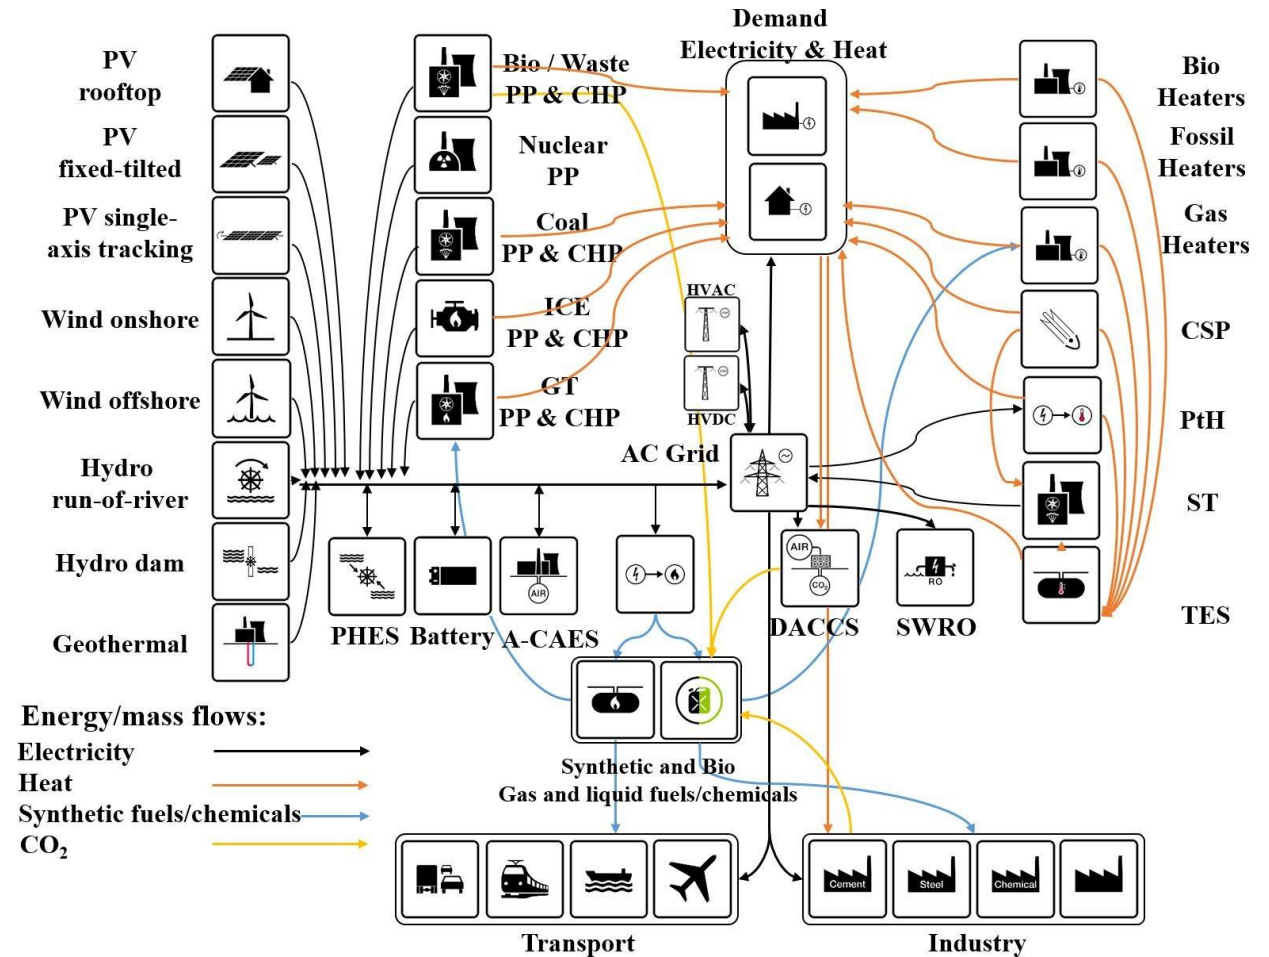 Demand
Electricity & Heat
PV
rooftop
PV
fixed-tilted
PV single-
axis tracking
Wind onshore
Wind offshore
Hydro
run-of-river
Hydro dam
Geothermal
Bio / Waste
PP & CHP
Nuclear
PP
Coal
PP & CHP
ICE
PP & CHP
GT
PP & CHP
HVAC
HVDC
AC Grid
Bio
Heaters
Fossil
Heaters
Gas
Heaters
CSP
PtH
ST
TES
PHES
Battery
AIR
A-CAES
AIR
CO2
DACCS
RO
SWRO
Energy/mass flows:
Electricity
Heat
Synthetic fuels/chemicals
CO2
Synthetic and Bio
Gas and liquid fuels/chemicals
Transport
Cement
Steel
Chemical
Industry